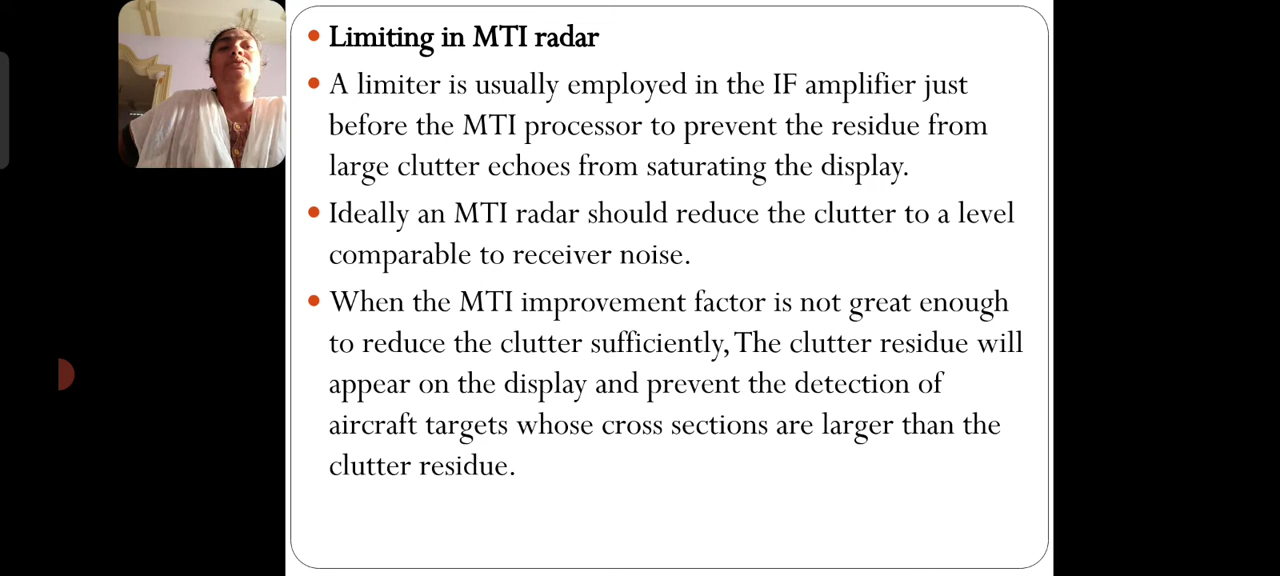 Limiting in MTI radar
A limiter is usually employed in the IF amplifier just
before the MTI processor to prevent the residue from
large clutter echoes from saturating the display.
Ideally an MTI radar should reduce the clutter to a level
comparable to receiver noise.
When the MTI improvement factor is not great enough
to reduce the clutter sufficiently, The clutter residue will
appear on the display and prevent the detection of
aircraft targets whose cross sections are larger than the
clutter residue.